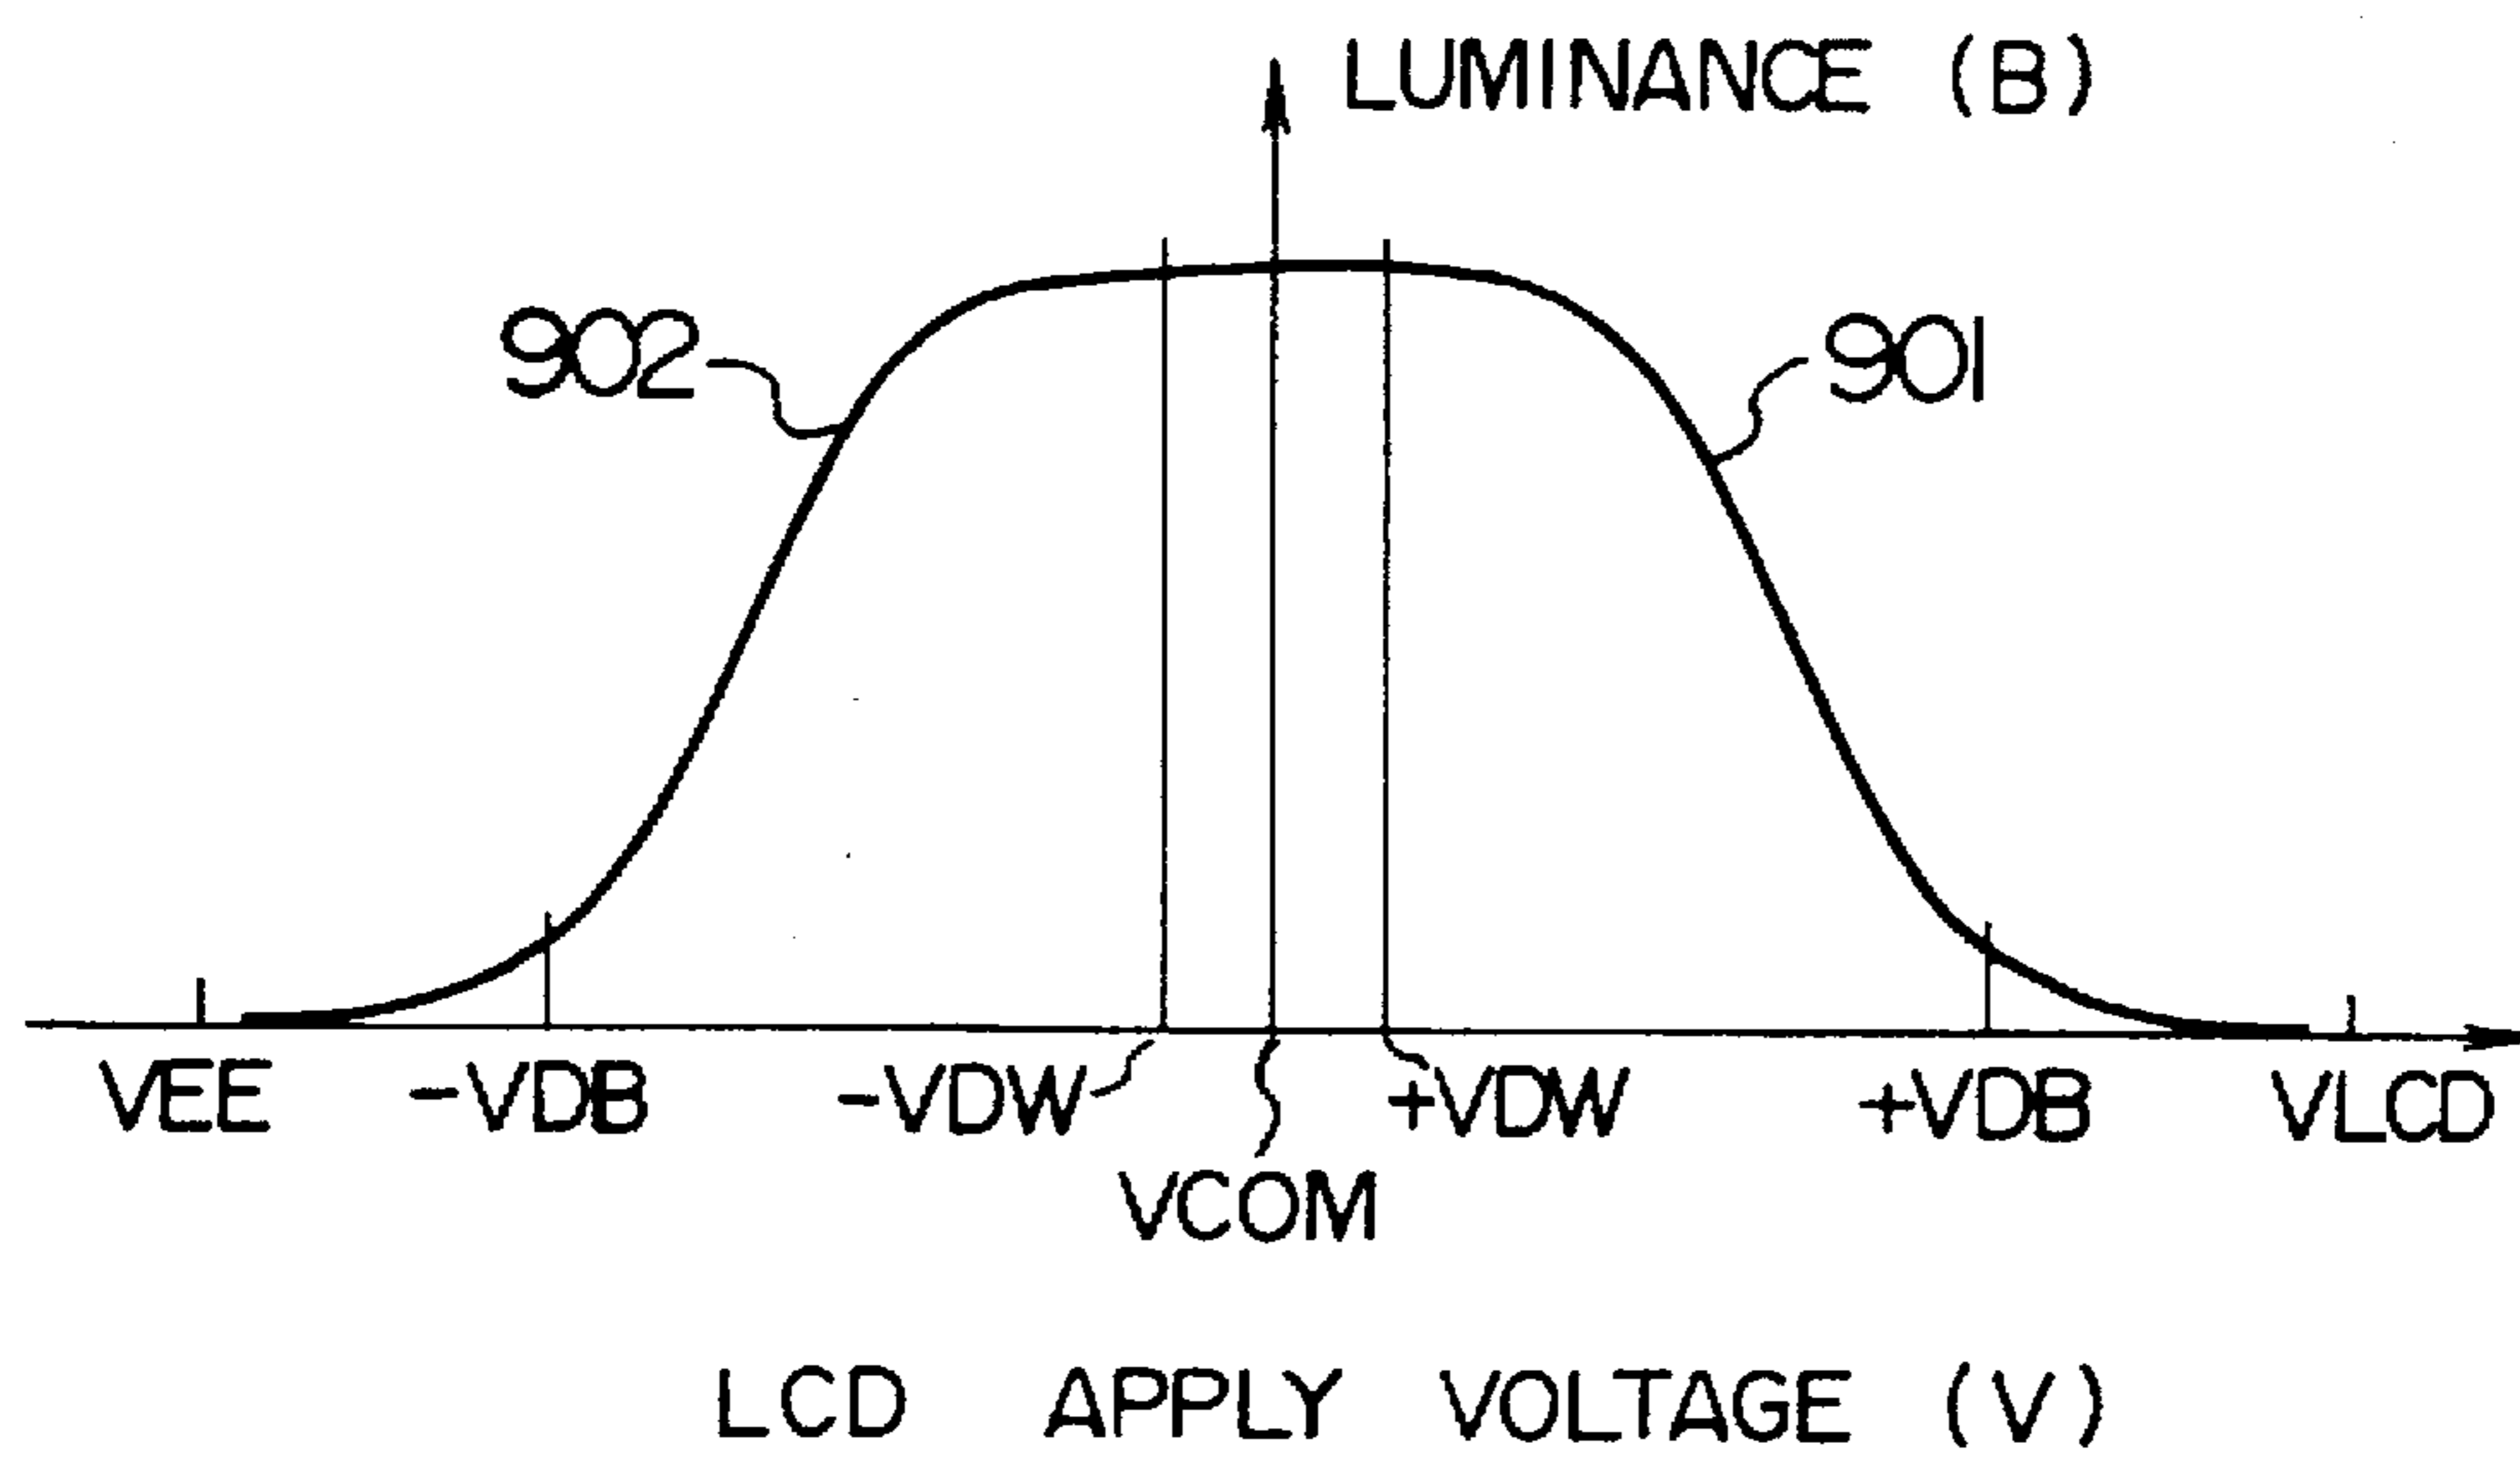 LUMINANCE (B)
902
901
VEE -VDB -VDW +VDW +VDB VLCD
VCOM
LCD APPLY VOLTAGE (V)